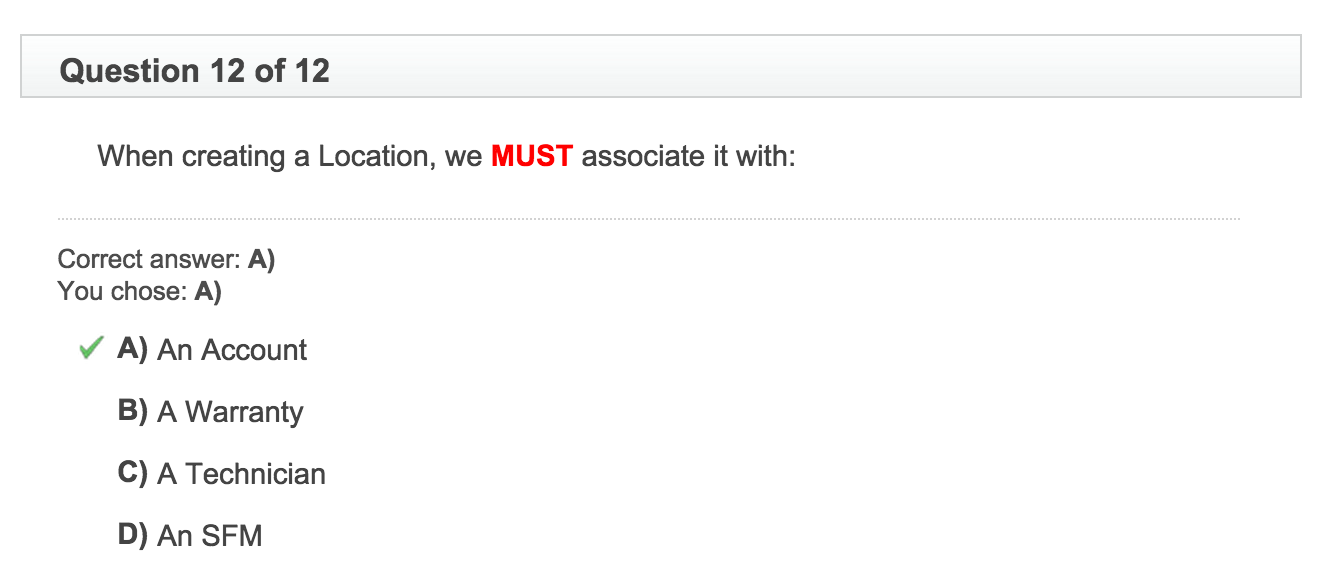 Question 12 of 12
When creating a Location, we MUST associate it with:
Correct answer: A)
You chose: A)
A) An Account
B) A Warranty
C) A Technician
D) An SFM